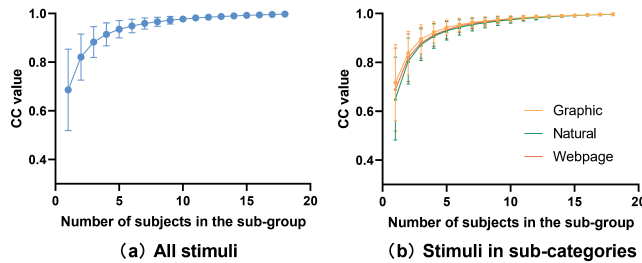 1.0
0.8
0.6
0.4
CC value
0 5 10 15 20
Number of subjects in the sub-group
(a) All stimuli
1.0
0.8
0.6
0.4
CC value
Graphic
Natural
Webpage
0 5 10 15 20
Number of subjects in the sub-group
(b) Stimuli in sub-categories